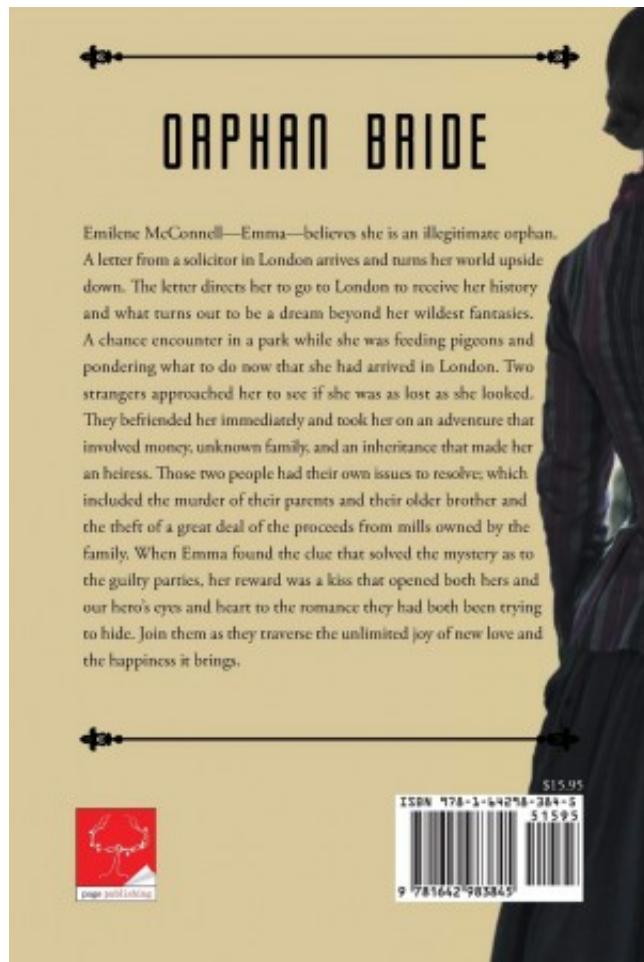 ORPHAN BRIDE
Emilene McConnell—Emma—believes she is an illegitimate orphan.
A letter from a solicitor in London arrives and turns her world upside
down. The letter directs her to go to London to receive her history
and what turns out to be a dream beyond her wildest fantasies.
A chance encounter in a park while she was feeding pigeons and
pondering what to do now that she had arrived in London. Two
strangers approached her to see if she was as lost as she looked.
They befriended her immediately and took her on an adventure that
involved money, unknown family, and an inheritance that made her
an heiress. Those two people had their own issues to resolve; which
included the murder of their parents and their older brother and
the theft of a great deal of the proceeds from mills owned by the
family. When Emma found the clue that solved the mystery as to
the guilty parties, her reward was a kiss that opened both hers and
our hero's eyes and heart to the romance they had both been trying
to hide. Join them as they traverse the unlimited joy of new love and
the happiness it brings.
$15.95
ISBN 978-1-64298-384-5
51595
9 781642 983845
page publishing